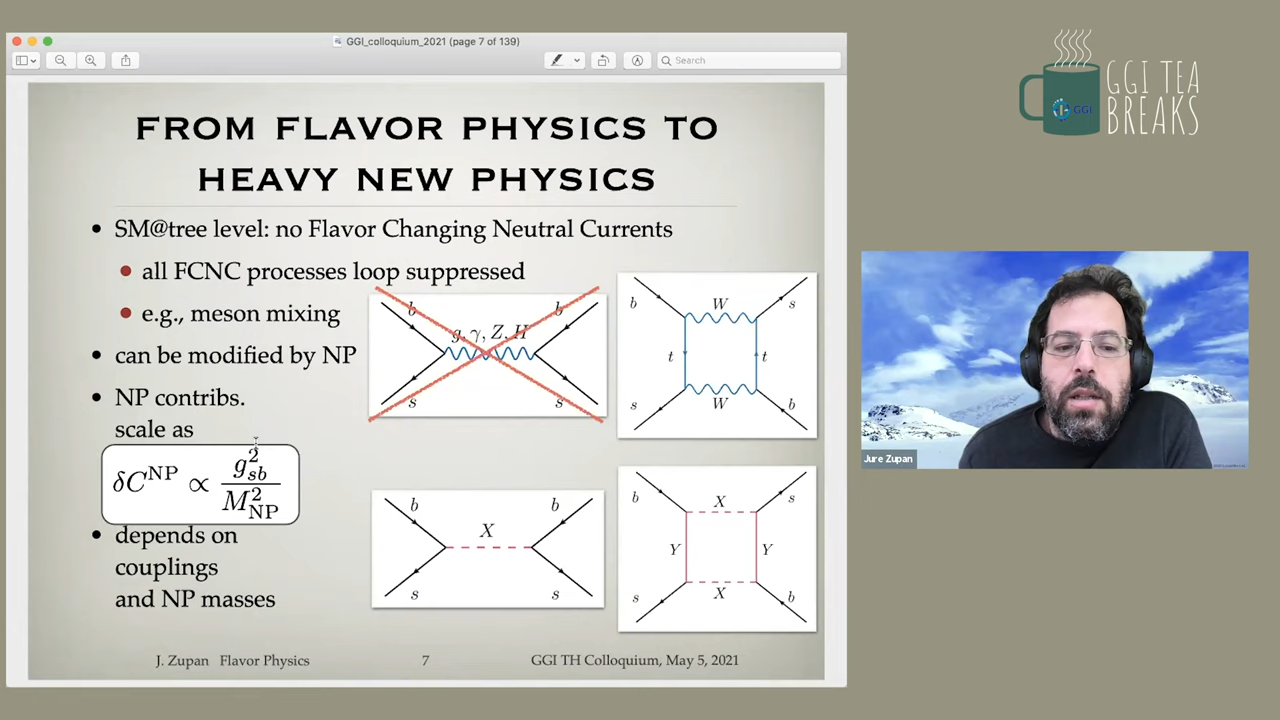 GGI_colloquium_2021 (page 7 of 139)
Search
FROM FLAVOR PHYSICS TO
HEAVY NEW PHYSICS
• SM@tree level: no Flavor Changing Neutral Currents
• all FCNC processes loop suppressed
• e.g., meson mixing
• can be modified by NP
• NP contribs.
scale as
δC^NP ∝ g_sb^2 / M_NP^2
• depends on
couplings
and NP masses
b b
g, γ, Z, H
s s
b W s
t t
s W b
b b
X
s s
b X s
Y Y
s X b
J. Zupan Flavor Physics 7 GGI TH Colloquium, May 5, 2021
GGI TEA
BREAKS
GGI
Jure Zupan